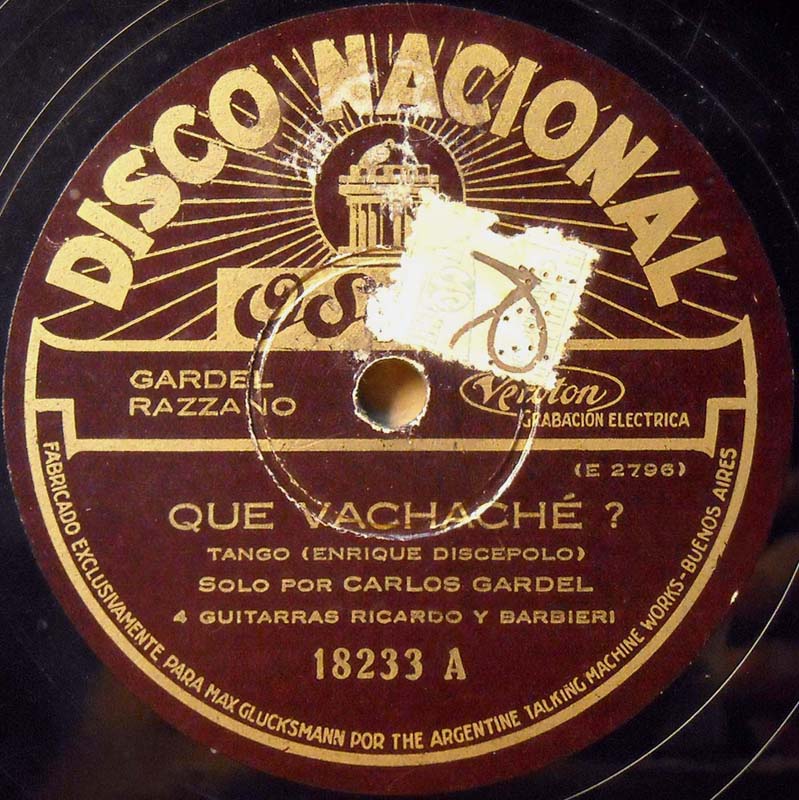 DISCO NACIONAL
GARDEL
RAZZANO
GRABACION ELECTRICA
(E 2796)
QUE VACHACHÉ ?
TANGO (ENRIQUE DISCEPOLO)
SOLO POR CARLOS GARDEL
4 GUITARRAS RICARDO Y BARBIERI
18233 A
FABRICADO EXCLUSIVAMENTE PARA MAX GLUCKSMANN POR THE ARGENTINE TALKING MACHINE WORKS-BUENOS AIRES